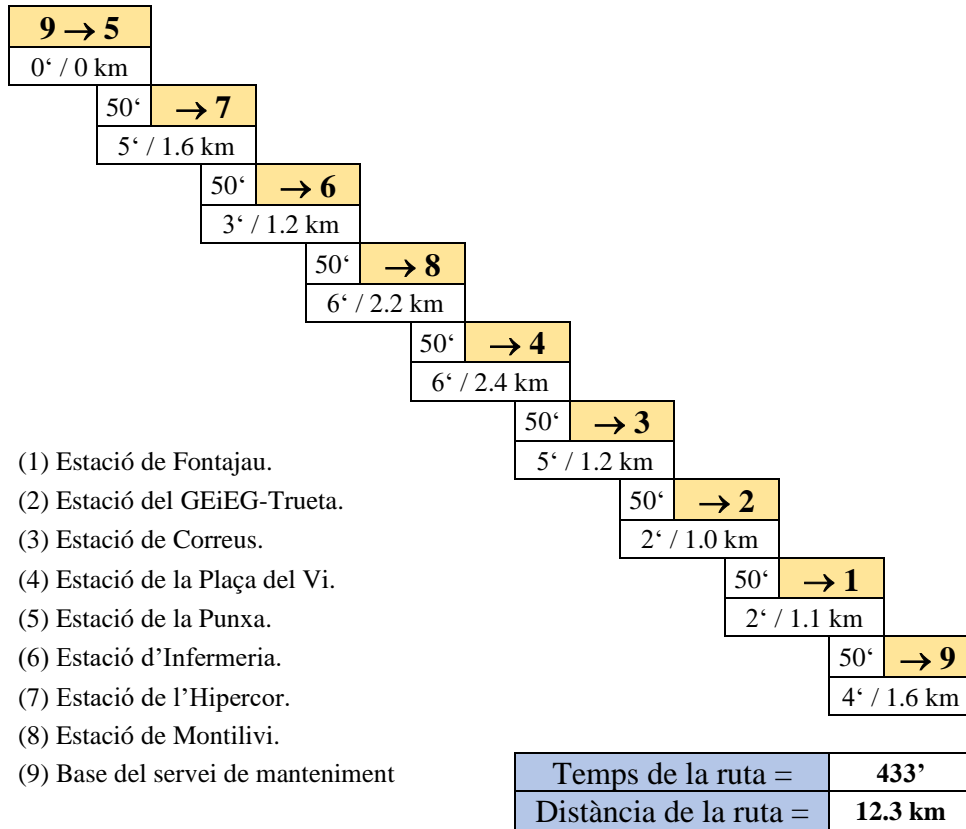 9 → 5
0‘ / 0 km
50‘ → 7
5‘ / 1.6 km
50‘ → 6
3‘ / 1.2 km
50‘ → 8
6‘ / 2.2 km
50‘ → 4
6‘ / 2.4 km
50‘ → 3
5‘ / 1.2 km
50‘ → 2
2‘ / 1.0 km
50‘ → 1
2‘ / 1.1 km
50‘ → 9
4‘ / 1.6 km
(1) Estació de Fontajau.
(2) Estació del GEiEG-Trueta.
(3) Estació de Correus.
(4) Estació de la Plaça del Vi.
(5) Estació de la Punxa.
(6) Estació d’Infermeria.
(7) Estació de l’Hipercor.
(8) Estació de Montilivi.
(9) Base del servei de manteniment
Temps de la ruta = 433’
Distància de la ruta = 12.3 km